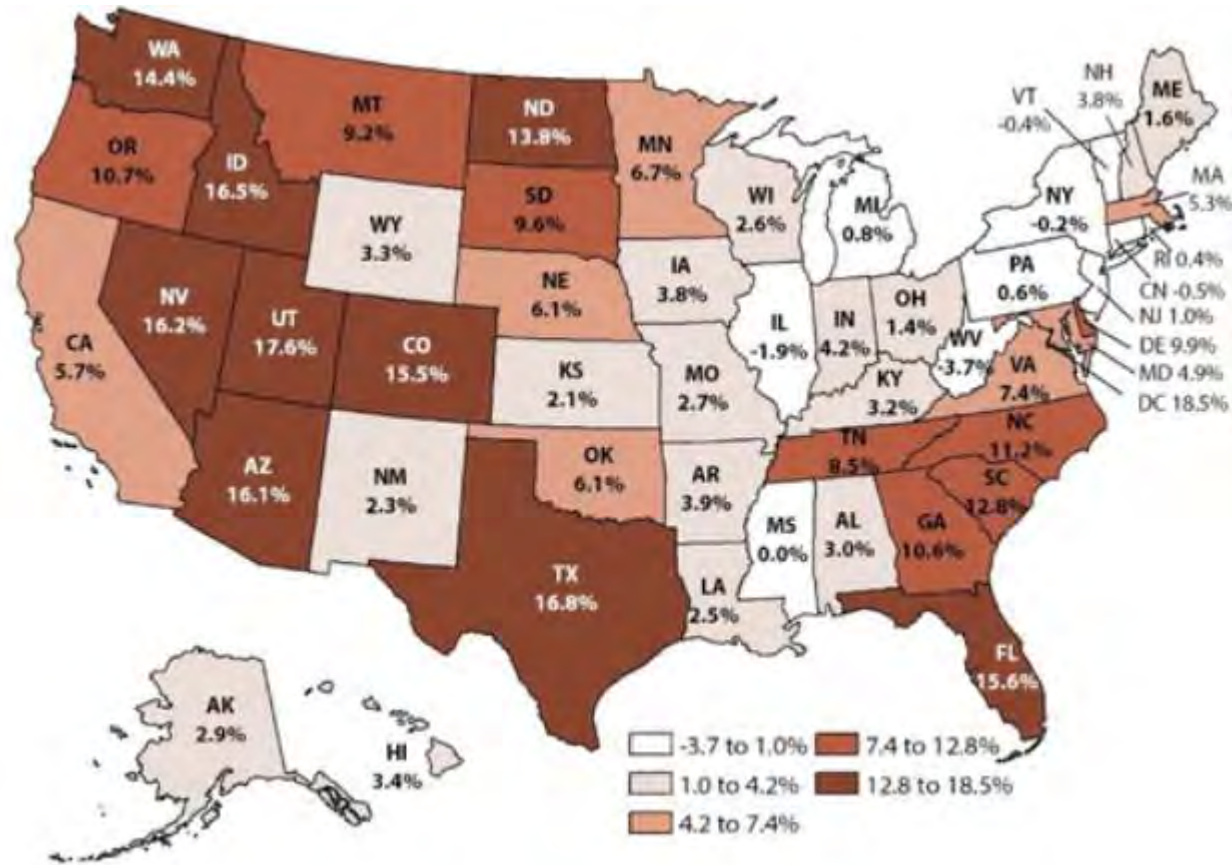 WA
14.4%
MT
9.2%
ND
13.8%
MN
6.7%
OR
10.7%
ID
16.5%
WY
3.3%
SD
9.6%
WI
2.6%
MI
0.8%
NY
-0.2%
VT
-0.4%
NH
3.8%
ME
1.6%
MA
5.3%
RI 0.4%
CN -0.5%
NJ 1.0%
DE 9.9%
MD 4.9%
DC 18.5%
PA
0.6%
CA
5.7%
NV
16.2%
UT
17.6%
CO
15.5%
NE
6.1%
IA
3.8%
IL
-1.9%
IN
4.2%
OH
1.4%
WV
-3.7%
VA
7.4%
KS
2.1%
MO
2.7%
KY
3.2%
NC
11.2%
TN
8.5%
SC
12.8%
AZ
16.1%
NM
2.3%
OK
6.1%
AR
3.9%
MS
0.0%
AL
3.0%
GA
10.6%
TX
16.8%
LA
2.5%
FL
15.6%
AK
2.9%
HI
3.4%
-3.7 to 1.0%
1.0 to 4.2%
4.2 to 7.4%
7.4 to 12.8%
12.8 to 18.5%